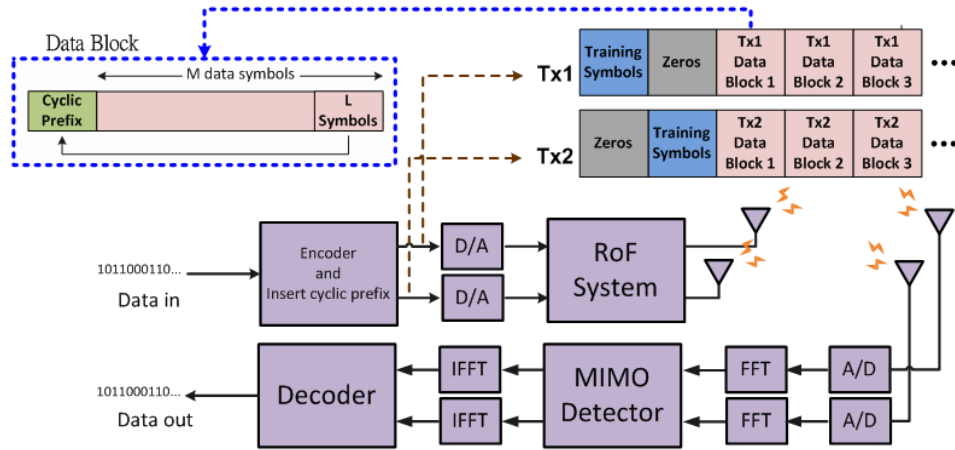 Data Block
M data symbols
Cyclic
Prefix
L
Symbols
Tx1
Training
Symbols
Zeros
Tx1
Data
Block 1
Tx1
Data
Block 2
Tx1
Data
Block 3
•••
Tx2
Zeros
Training
Symbols
Tx2
Data
Block 1
Tx2
Data
Block 2
Tx2
Data
Block 3
•••
1011000110...
Data in
Encoder
and
Insert cyclic prefix
D/A
D/A
RoF
System
1011000110...
Data out
Decoder
IFFT
IFFT
MIMO
Detector
FFT
FFT
A/D
A/D